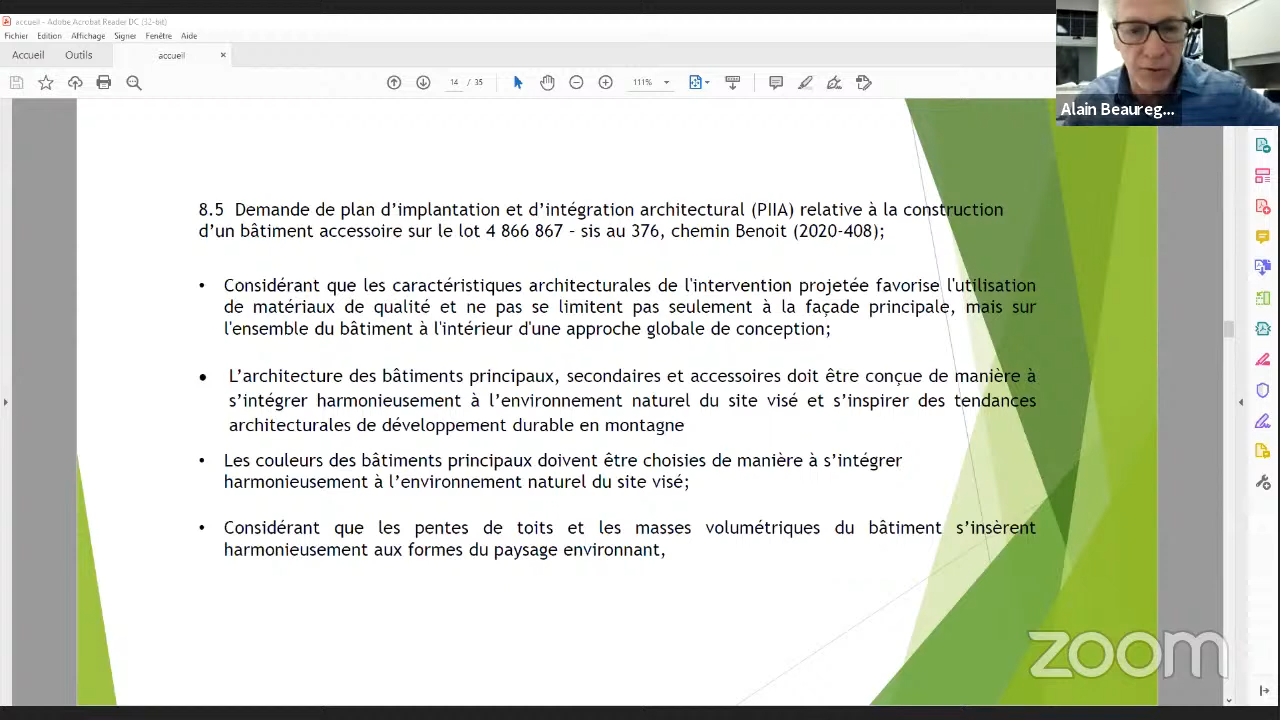 accueil - Adobe Acrobat Reader DC (32-bit)
Fichier Edition Affichage Signer Fenêtre Aide
Accueil Outils accueil ×
14 / 35 111%
Alain Beaureg...
8.5 Demande de plan d’implantation et d’intégration architectural (PIIA) relative à la construction
d’un bâtiment accessoire sur le lot 4 866 867 – sis au 376, chemin Benoit (2020-408);
• Considérant que les caractéristiques architecturales de l'intervention projetée favorise l'utilisation
de matériaux de qualité et ne pas se limitent pas seulement à la façade principale, mais sur
l'ensemble du bâtiment à l'intérieur d'une approche globale de conception;
• L’architecture des bâtiments principaux, secondaires et accessoires doit être conçue de manière à
s’intégrer harmonieusement à l’environnement naturel du site visé et s’inspirer des tendances
architecturales de développement durable en montagne
• Les couleurs des bâtiments principaux doivent être choisies de manière à s’intégrer
harmonieusement à l’environnement naturel du site visé;
• Considérant que les pentes de toits et les masses volumétriques du bâtiment s’insèrent
harmonieusement aux formes du paysage environnant,
zoom